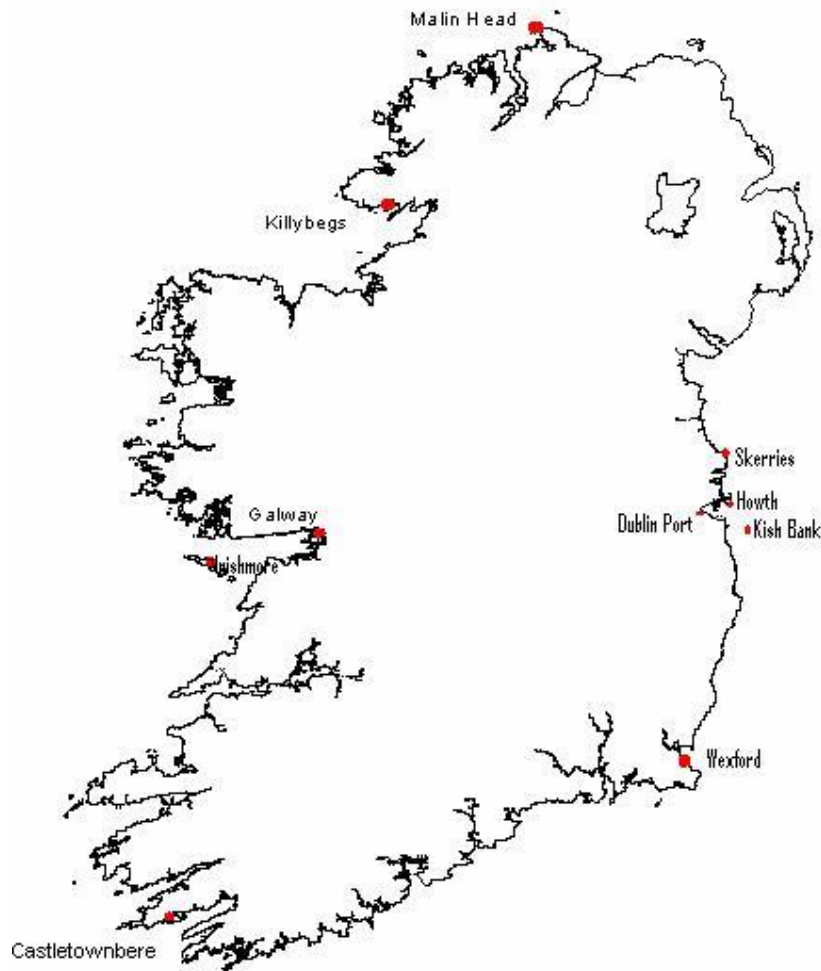 Malin Head
Killybegs
Skerries
Howth
Dublin Port
Kish Bank
Galway
Inishmore
Wexford
Castletownbere